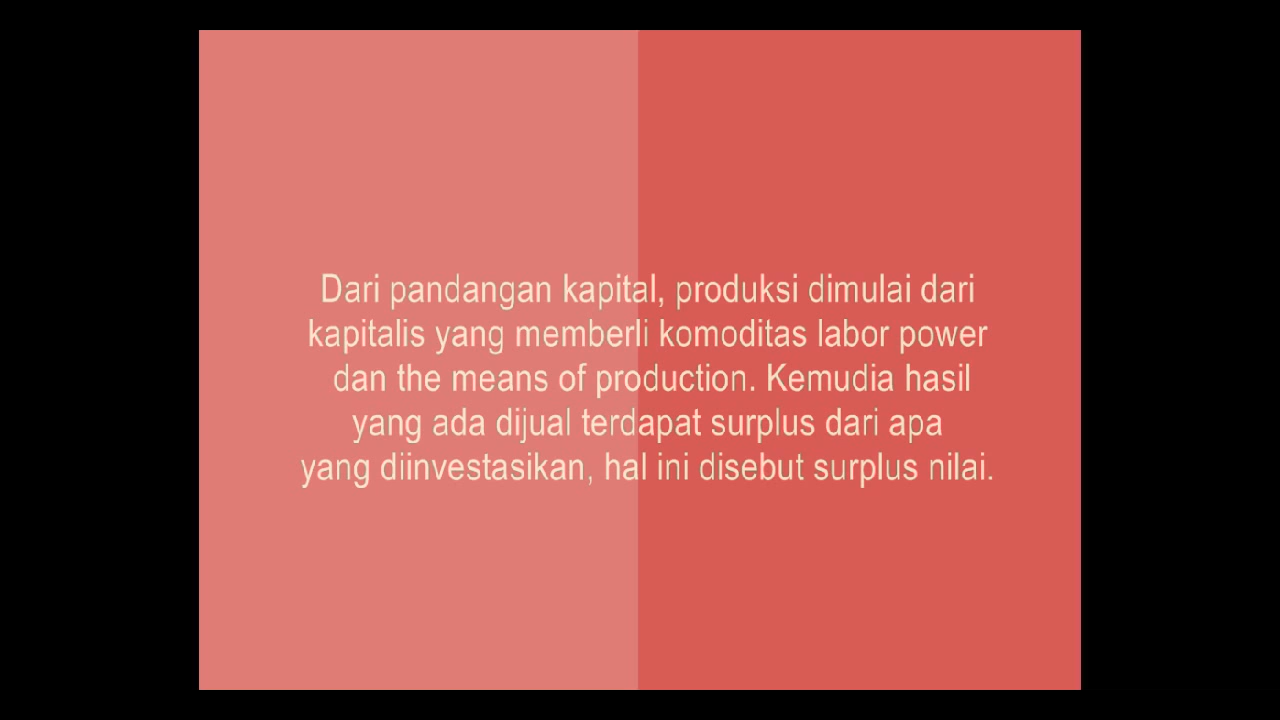 Dari pandangan kapital, produksi dimulai dari
kapitalis yang memberli komoditas labor power
dan the means of production. Kemudia hasil
yang ada dijual terdapat surplus dari apa
yang diinvestasikan, hal ini disebut surplus nilai.